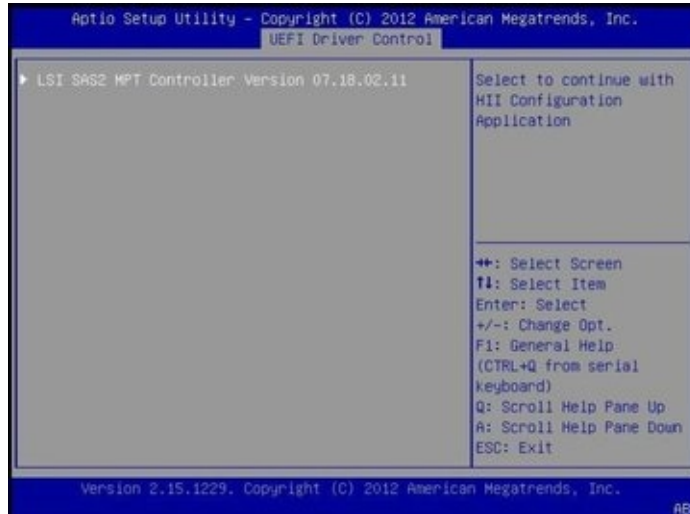 Aptio Setup Utility – Copyright (C) 2012 American Megatrends, Inc.
UEFI Driver Control
LSI SAS2 MPT Controller Version 07.18.02.11
Select to continue with
HII Configuration
Application
→←: Select Screen
↑↓: Select Item
Enter: Select
+/-: Change Opt.
F1: General Help
(CTRL+Q from serial
keyboard)
Q: Scroll Help Pane Up
A: Scroll Help Pane Down
ESC: Exit
Version 2.15.1229. Copyright (C) 2012 American Megatrends, Inc.